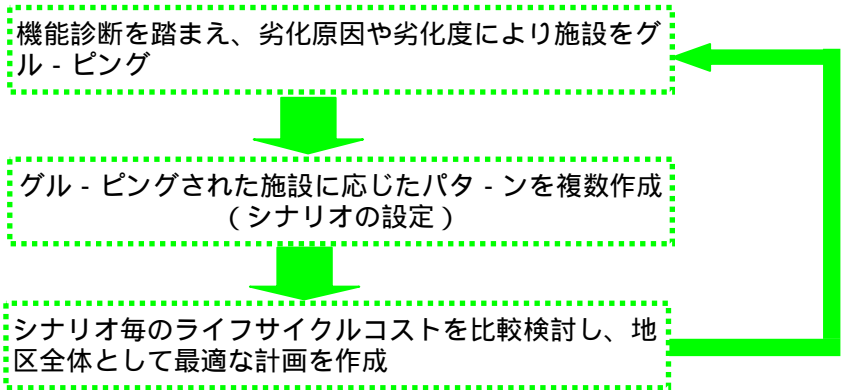 機能診断を踏まえ、劣化原因や劣化度により施設をグ
ル‐ピング
グル‐ピングされた施設に応じたパタ‐ンを複数作成
（シナリオの設定）
シナリオ毎のライフサイクルコストを比較検討し、地
区全体として最適な計画を作成